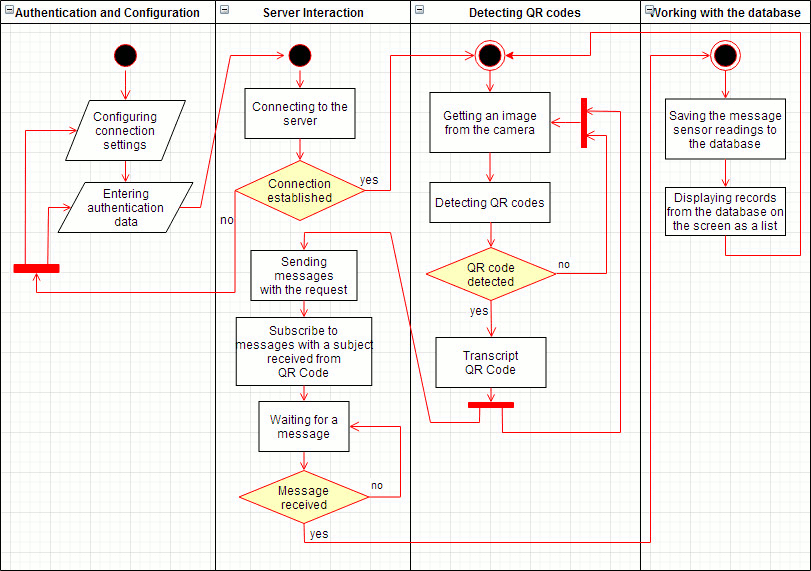 Authentication and Configuration
Configuring
connection
settings
Entering
authentication
data
Server Interaction
Connecting to the
server
Connection
established
yes
no
Sending
messages
with the request
Subscribe to
messages with a subject
received from
QR Code
Waiting for a
message
Message
received
no
yes
Detecting QR codes
Getting an image
from the camera
Detecting QR codes
QR code
detected
no
yes
Transcript
QR Code
Working with the database
Saving the message
sensor readings to
the database
Displaying records
from the database on
the screen as a list